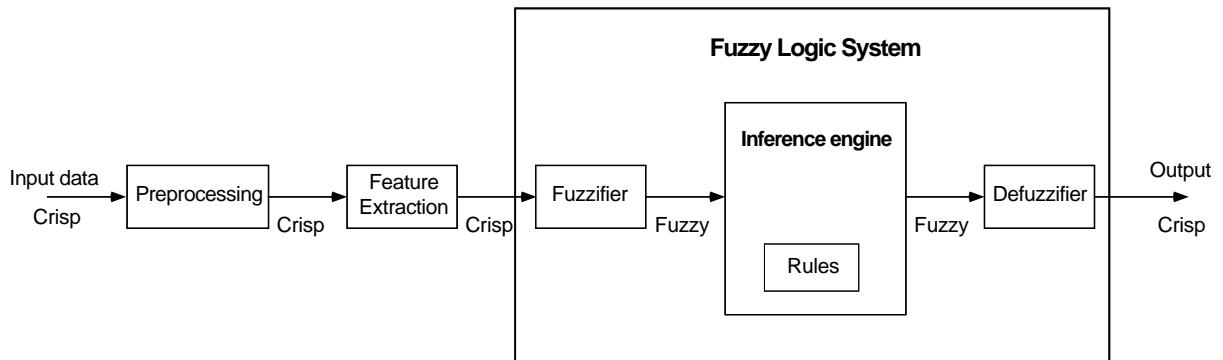 Fuzzy Logic System
Inference engine
Input data
Crisp
Preprocessing
Crisp
Feature
Extraction
Crisp
Fuzzifier
Fuzzy
Rules
Fuzzy
Defuzzifier
Output
Crisp